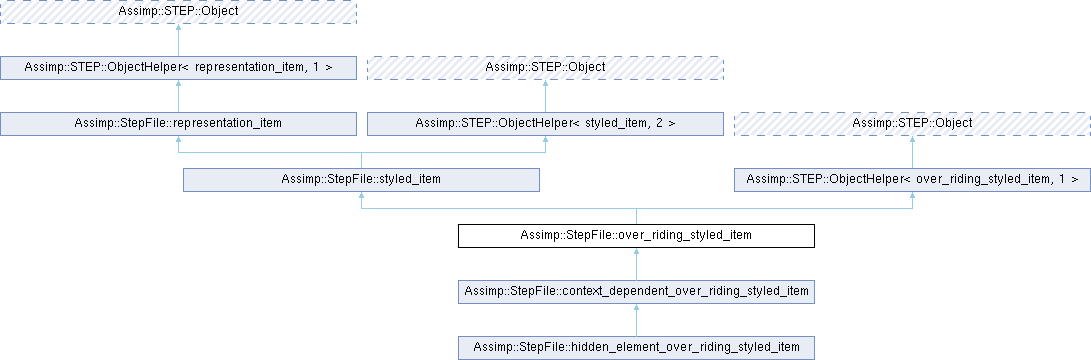 Assimp::STEP::Object
Assimp::STEP::ObjectHelper< representation_item, 1 >
Assimp::STEP::Object
Assimp::StepFile::representation_item
Assimp::STEP::ObjectHelper< styled_item, 2 >
Assimp::STEP::Object
Assimp::StepFile::styled_item
Assimp::STEP::ObjectHelper< over_riding_styled_item, 1 >
Assimp::StepFile::over_riding_styled_item
Assimp::StepFile::context_dependent_over_riding_styled_item
Assimp::StepFile::hidden_element_over_riding_styled_item